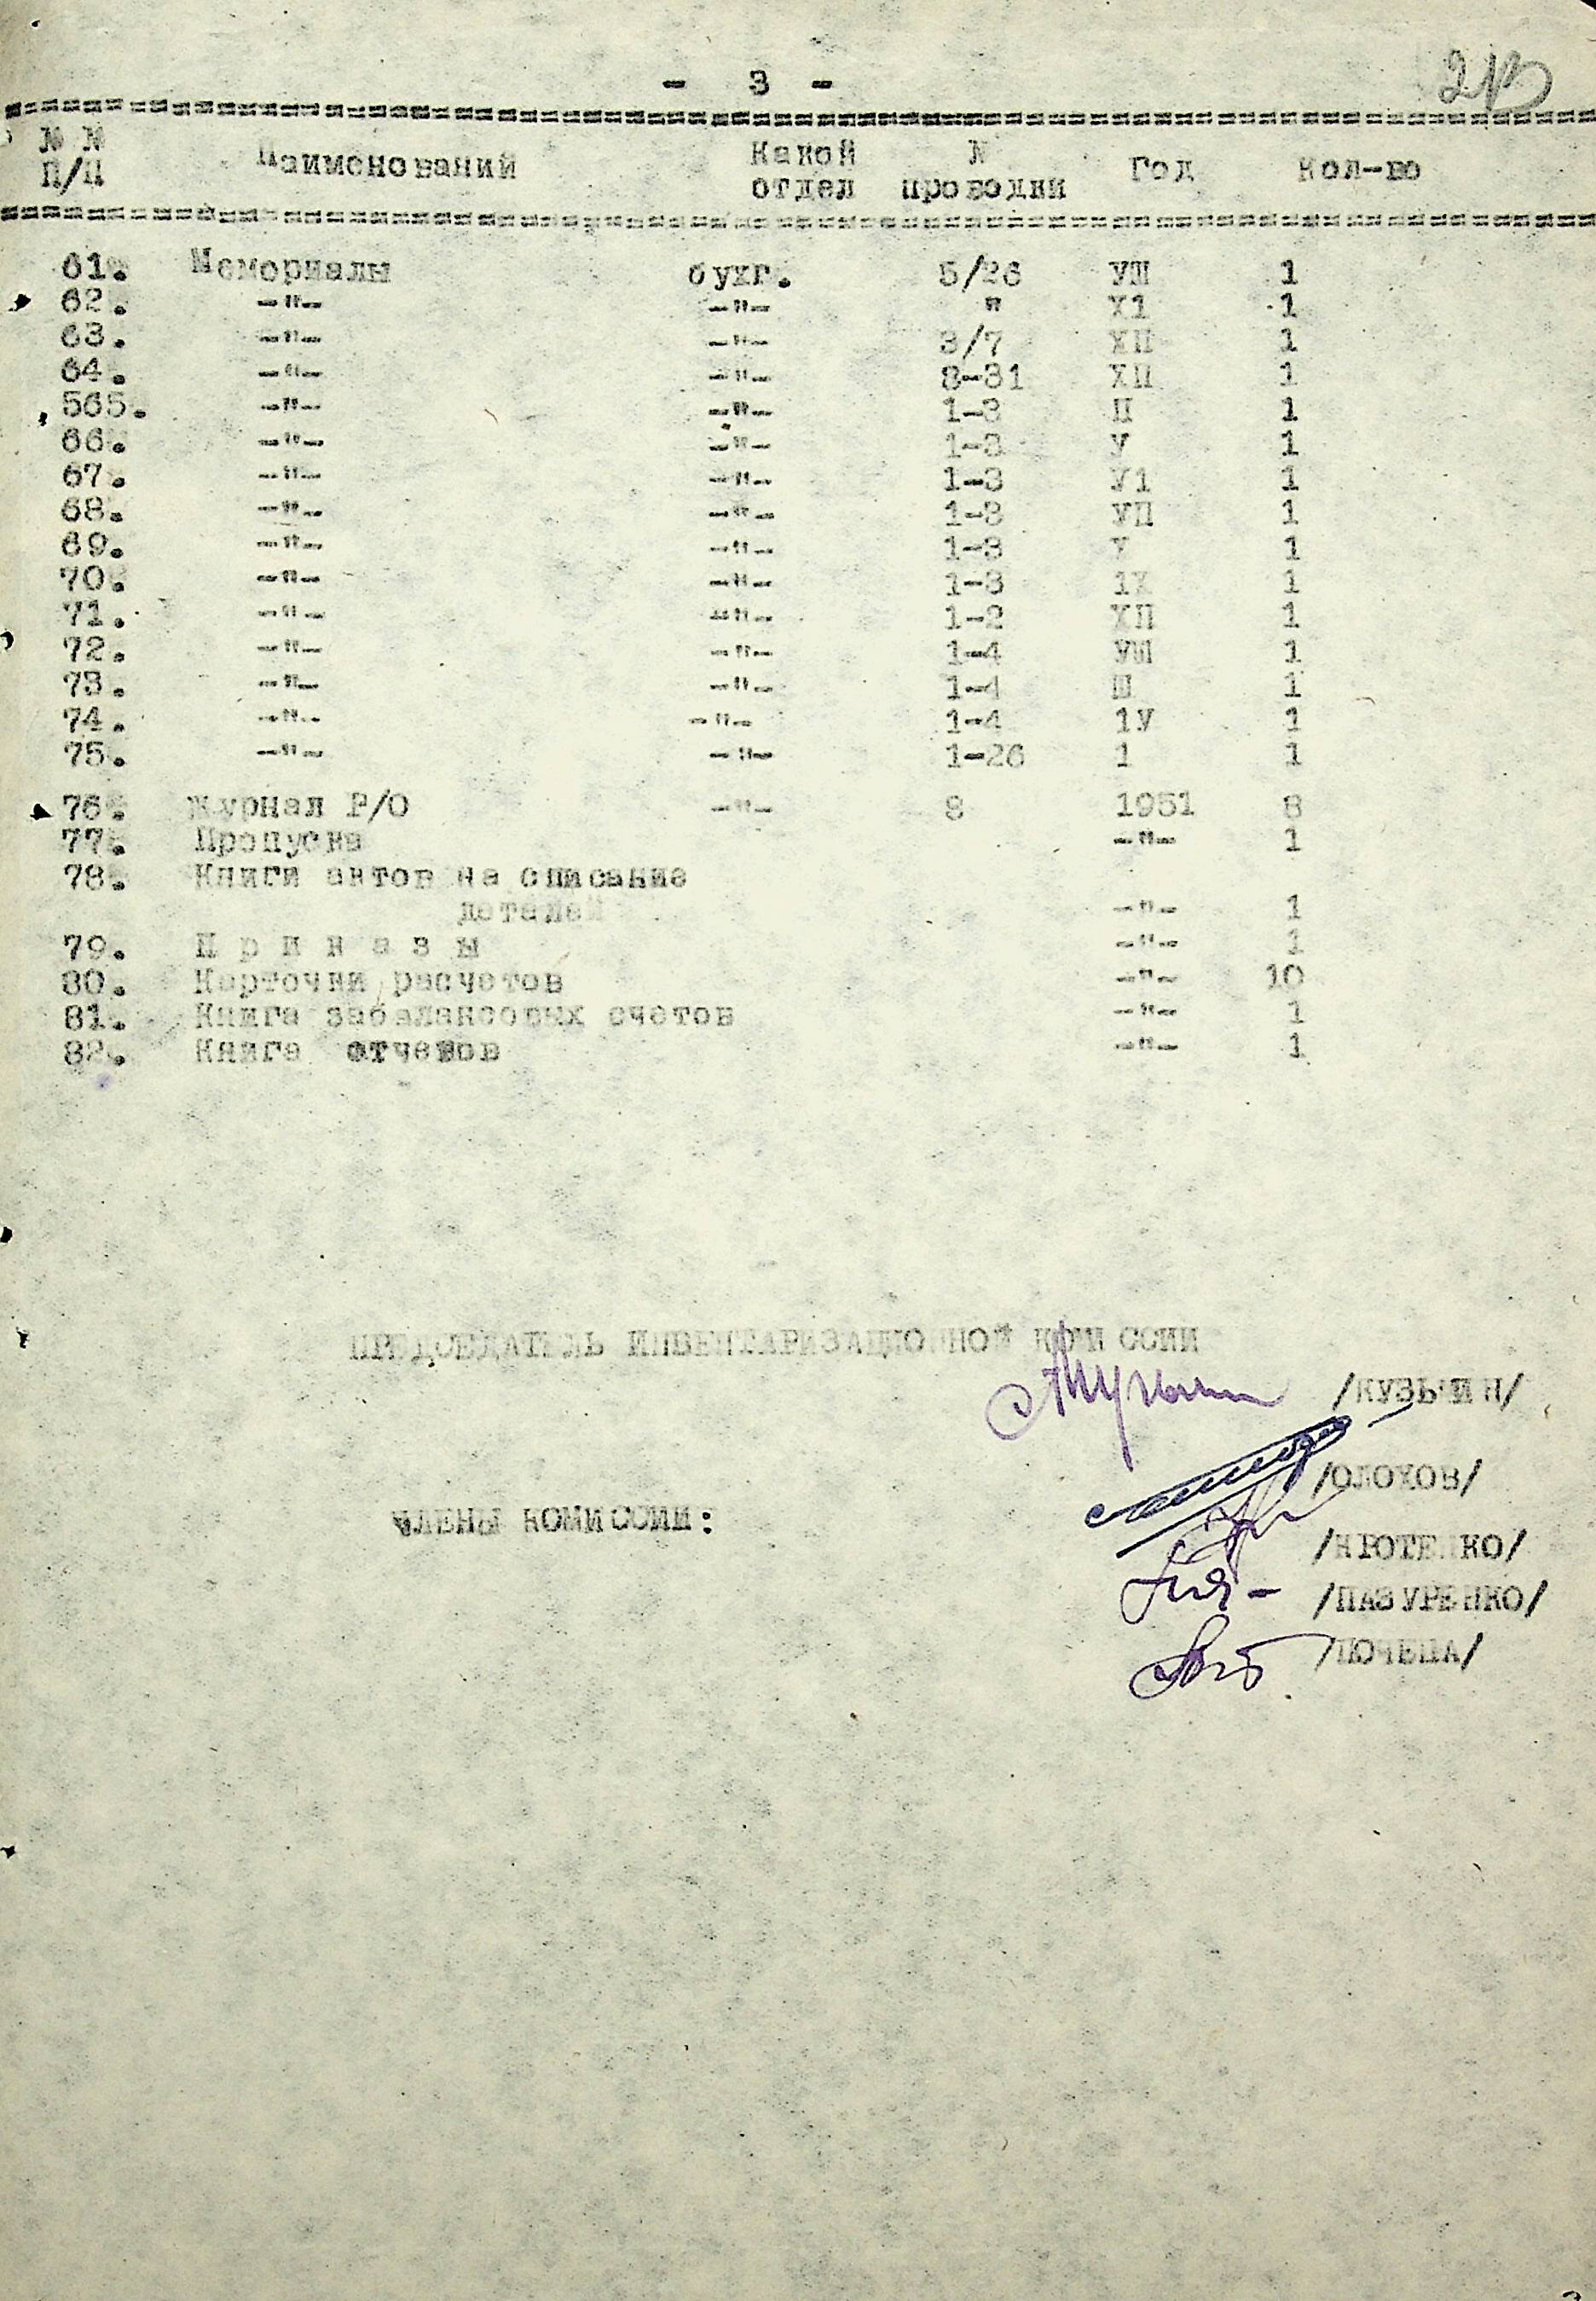 - 3 -
№ № Какой №
П/П Наименований отдел проводки Год Кол-во
61. Мемориалы бухг. 5/26 УП 1
62. -"- -"- " Х1 1
63. -"- -"- 3/7 ХП 1
64. -"- -"- 8-31 ХП 1
565. -"- -"- 1-3 П 1
66. -"- -"- 1-3 У 1
67. -"- -"- 1-3 У1 1
68. -"- -"- 1-3 УП 1
69. -"- -"- 1-3 У 1
70. -"- -"- 1-3 1Х 1
71. -"- -"- 1-2 ХП 1
72. -"- -"- 1-4 УШ 1
73. -"- -"- 1-4 Ш 1
74. -"- -"- 1-4 1У 1
75. -"- -"- 1-26 1 1
76. Журнал Р/О -"- 8 1951 8
77. Пропуска -"- 1
78. Книги актов на списание
деталей -"- 1
79. П р и к а з ы -"- 1
80. Карточки расчетов -"- 10
81. Книга забалансовых счетов -"- 1
82. Книга отчетов -"- 1
ПРЕДСЕДАТЕЛЬ ИНВЕНТАРИЗАЦИОННОЙ КОМИССИИ
/КУЗЬМИН/
/ОЛОХОВ/
ЧЛЕНЫ КОМИССИИ:
/ПАЗУРЕНКО/
/ПОЧЕПА/